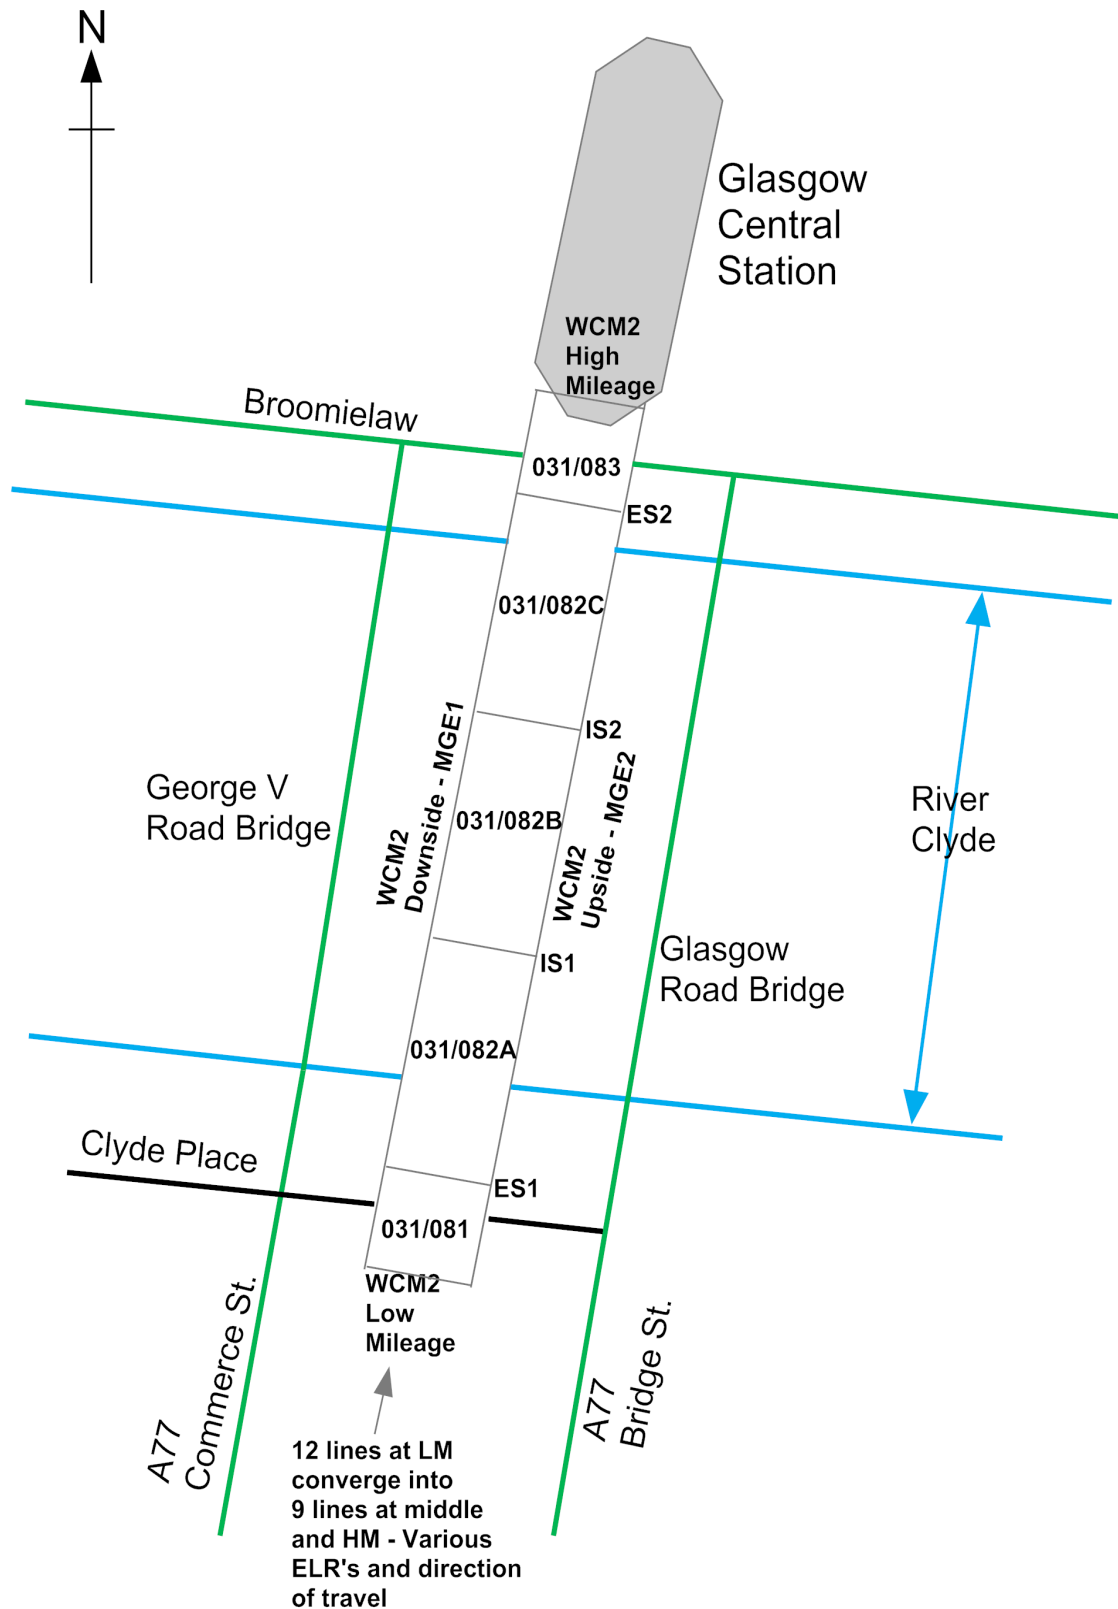 N
Glasgow
Central
Station
WCM2
High
Mileage
Broomielaw
031/083
ES2
031/082C
IS2
WCM2
Downside - MGE1
George V
Road Bridge
031/082B
WCM2
Upside - MGE2
River
Clyde
IS1
Glasgow
Road Bridge
031/082A
Clyde Place
ES1
031/081
WCM2
Low
Mileage
A77
Commerce St.
A77
Bridge St.
12 lines at LM
converge into
9 lines at middle
and HM - Various
ELR's and direction
of travel